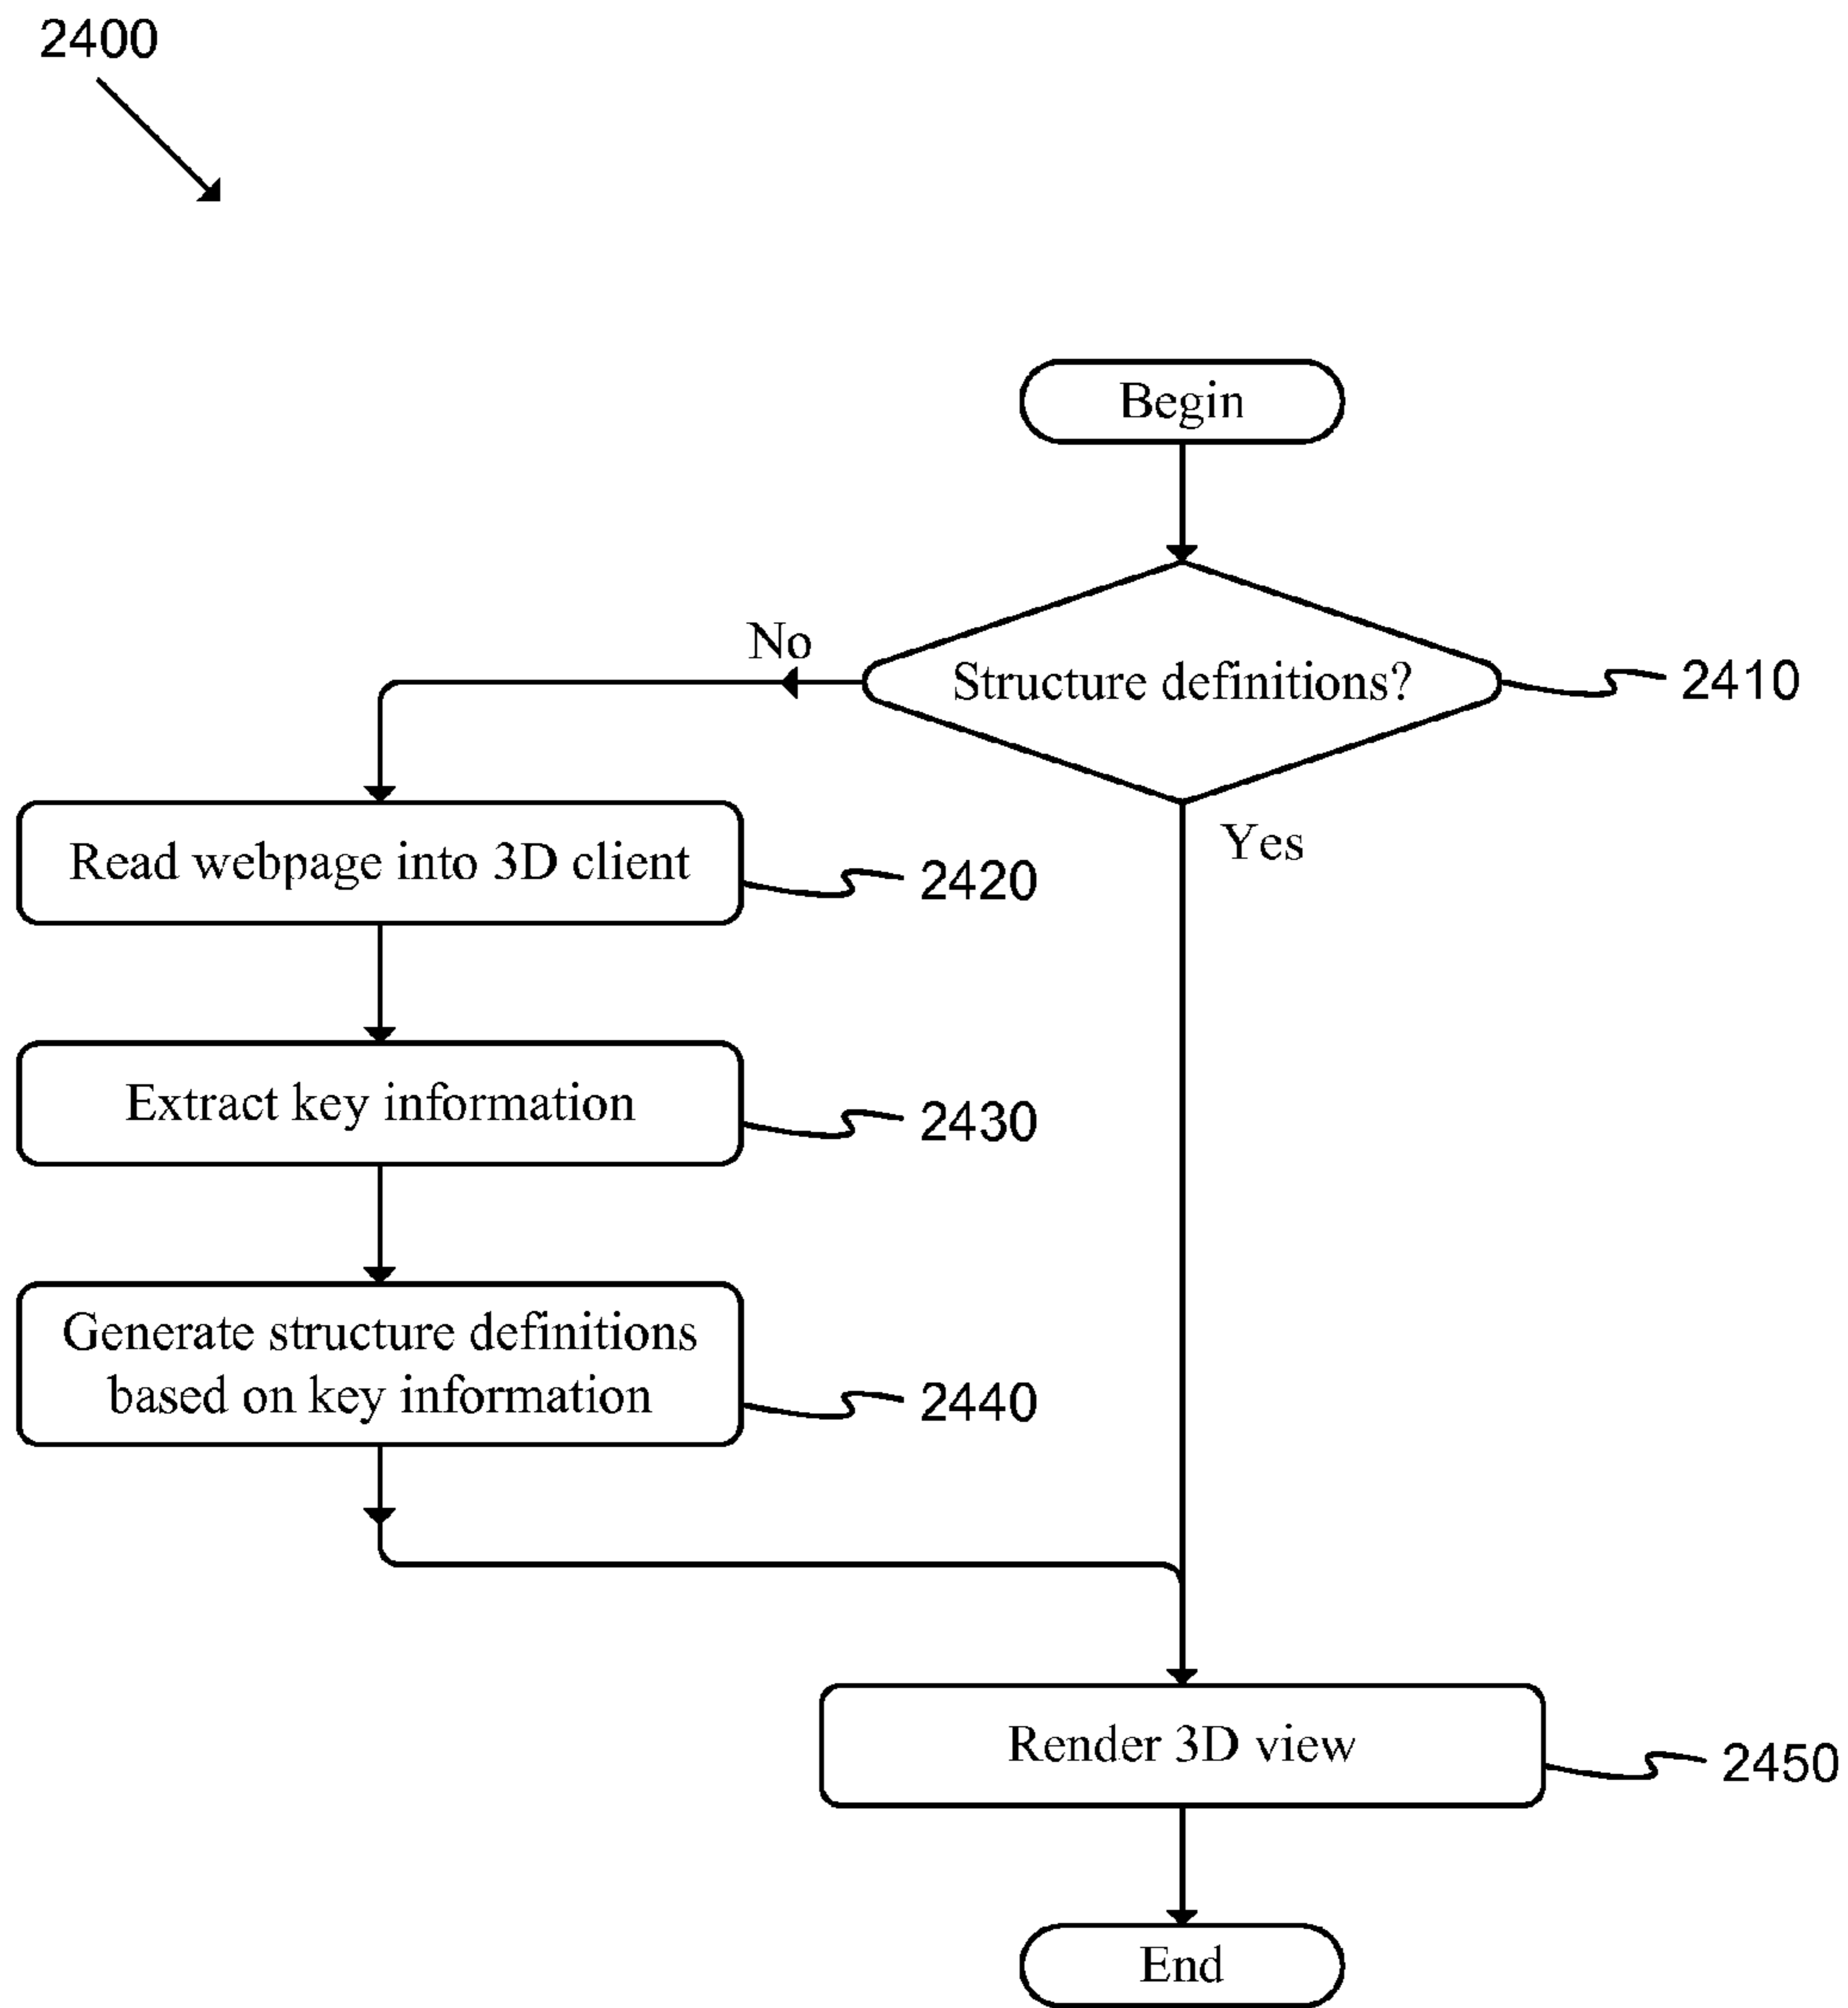 2400
Begin
No
Structure definitions?
2410
Yes
Read webpage into 3D client
2420
Extract key information
2430
Generate structure definitions
based on key information
2440
Render 3D view
2450
End